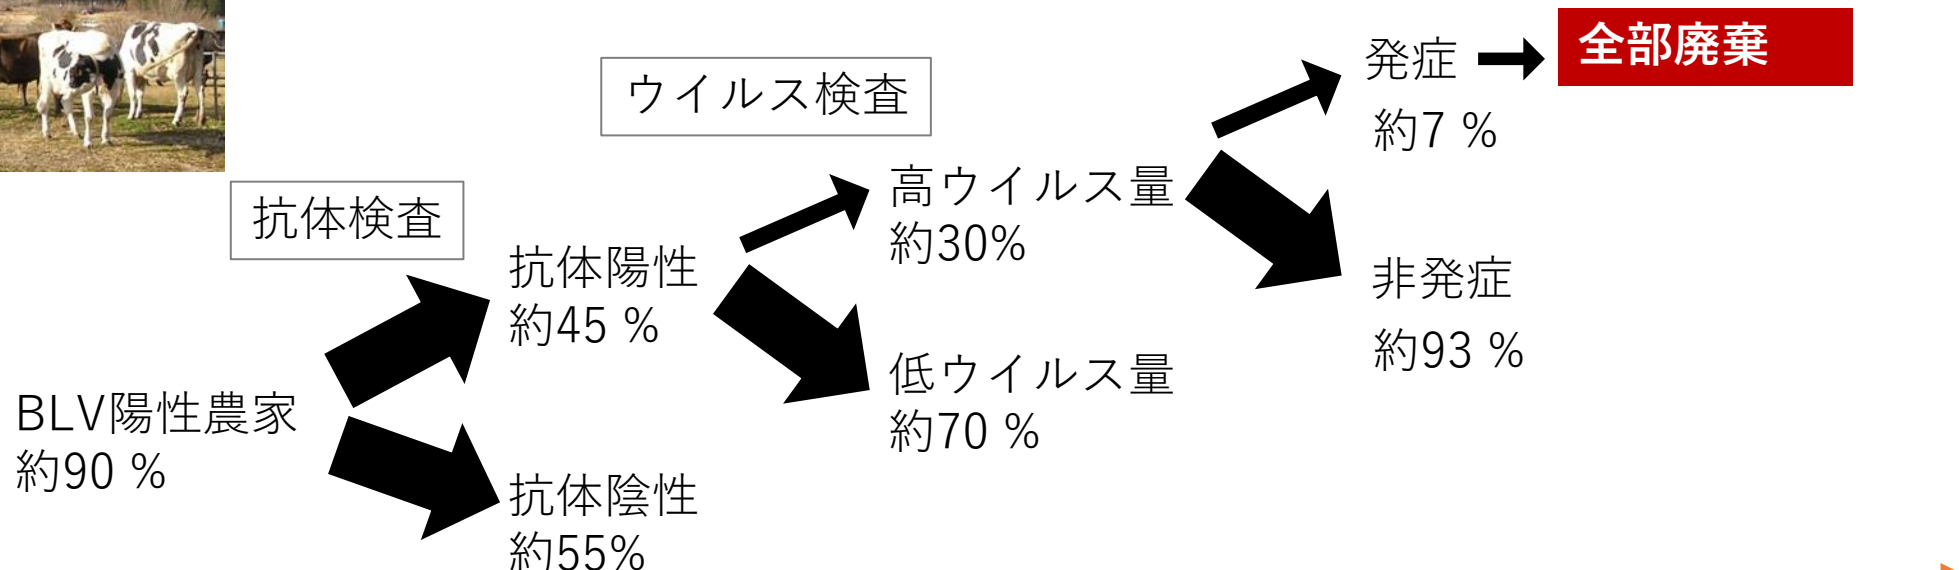 BLV陽性農家
約90 %
抗体検査
抗体陽性
約45 %
抗体陰性
約55%
ウイルス検査
高ウイルス量
約30%
低ウイルス量
約70 %
発症
約7 %
全部廃棄
非発症
約93 %